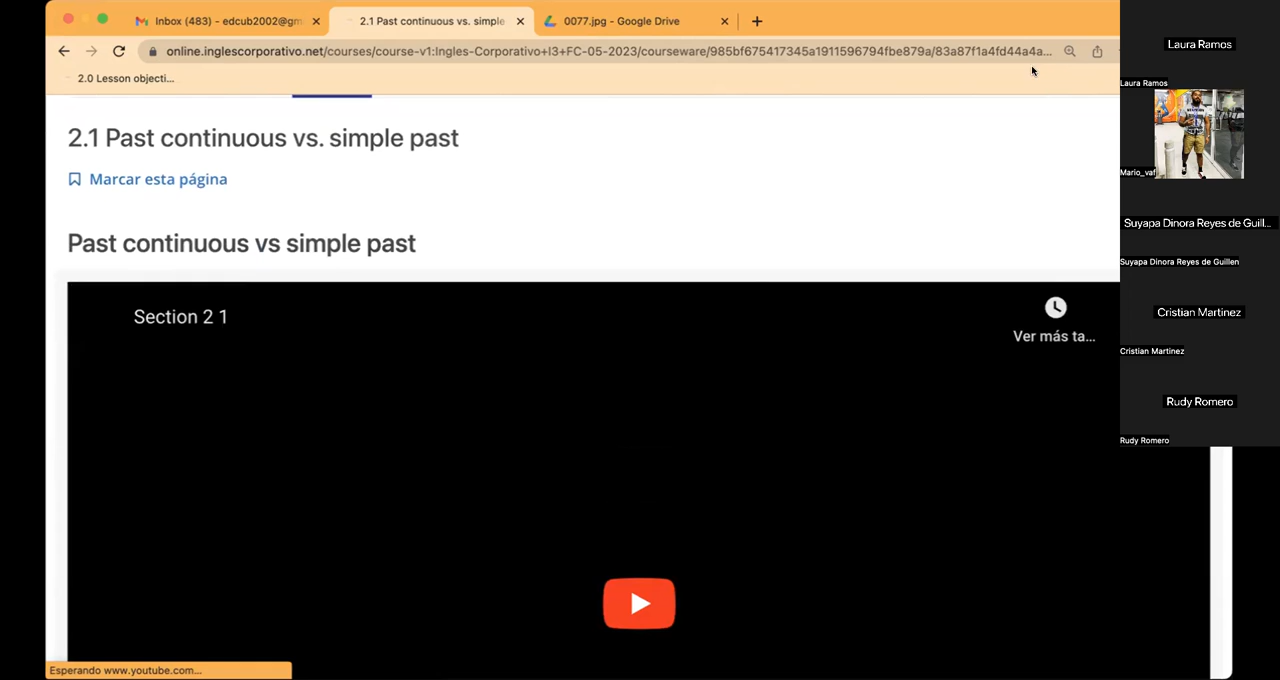 Inbox (483) - edcub2002@gm
2.1 Past continuous vs. simple
0077.jpg - Google Drive
online.inglescorporativo.net/courses/course-v1:Ingles-Corporativo+I3+FC-05-2023/courseware/985bf675417345a1911596794fbe879a/83a87f1a4fd44a4a...
2.0 Lesson objecti...
2.1 Past continuous vs. simple past
Marcar esta página
Past continuous vs simple past
Section 2 1
Ver más ta...
Esperando www.youtube.com...
Laura Ramos
Laura Ramos
Mario_vaf
Suyapa Dinora Reyes de Guill...
Suyapa Dinora Reyes de Guillen
Cristian Martinez
Cristian Martinez
Rudy Romero
Rudy Romero